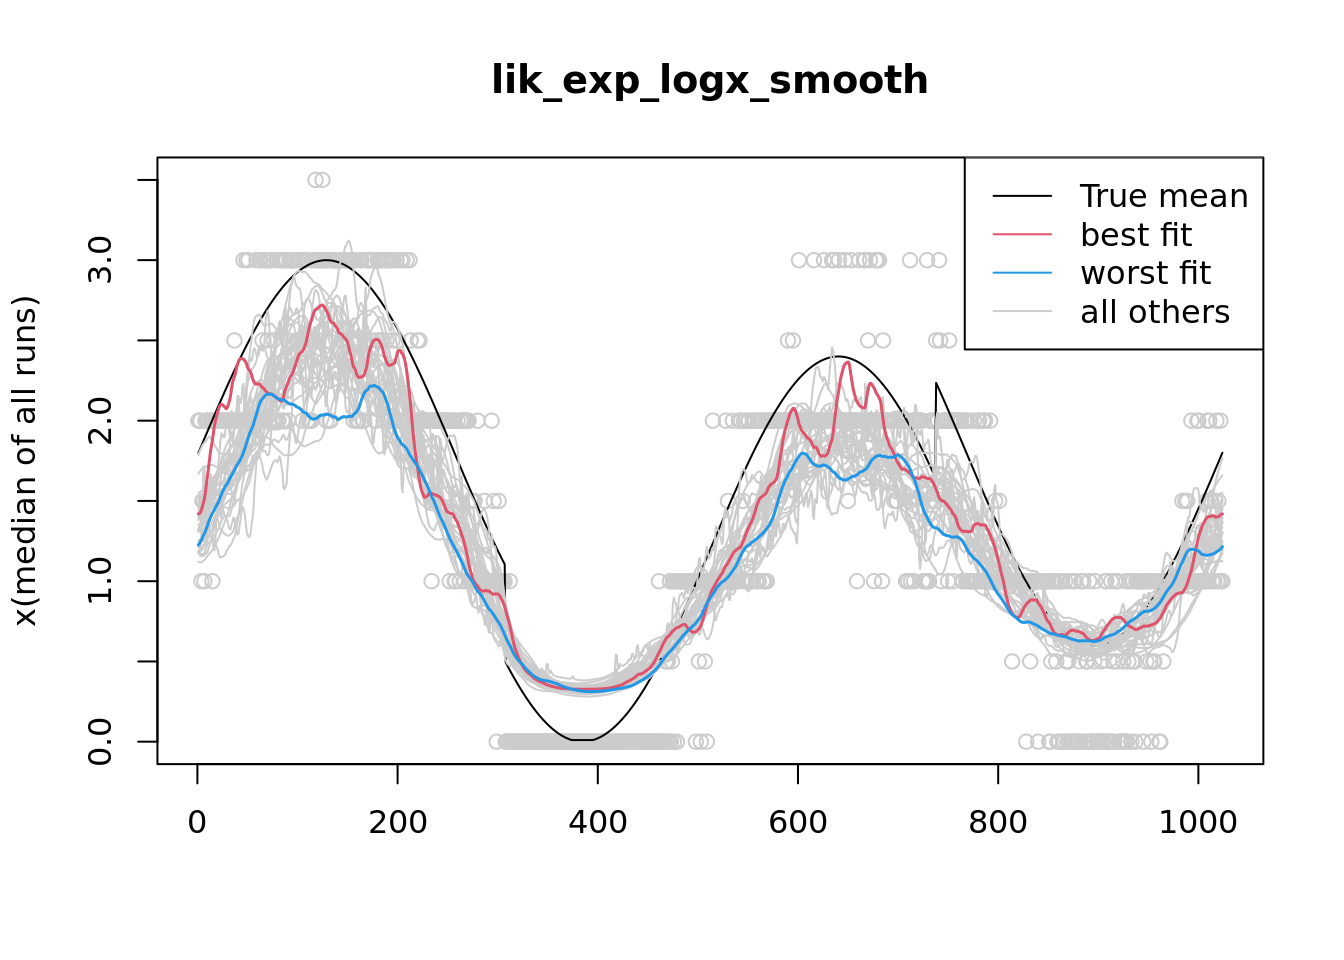 lik_exp_logx_smooth
x(median of all runs)
3.0
2.0
1.0
0.0
True mean
best fit
worst fit
all others
0 200 400 600 800 1000